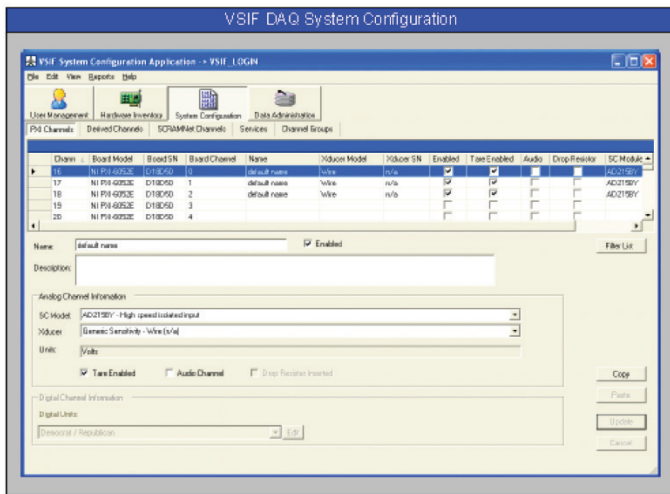 VSIF DAQ System Configuration
VSIF System Configuration Application -> VSIF_LOGIN
File Edit View Reports Help
User Management Hardware Inventory System Configuration Data Administration
PXI Channels Derived Channels SCRAMNet Channels Services Channel Groups
Chann Board Model Board SN Board Channel Name Xducer Model Xducer SN Enabled Tare Enabled Audio Drop Resistor SC Module
16 NI PXI-6052E D18D50 0 default name Wire n/a AD215BY
17 NI PXI-6052E D18D50 1 default name Wire n/a AD215BY
18 NI PXI-6052E D18D50 2 default name Wire n/a AD215BY
19 NI PXI-6052E D18D50 3
20 NI PXI-6052E D18D50 4
Name: default name Enabled Filter List
Description:
Analog Channel Information
SC Model: AD215BY - High speed isolated input
Xducer: Generic Sensitivity - Wire (n/a)
Units: Volts
Tare Enabled Audio Channel Drop Resistor Inserted Copy
Digital Channel Information Paste
Digital Units: Update
Democrat / Republican Edit Cancel